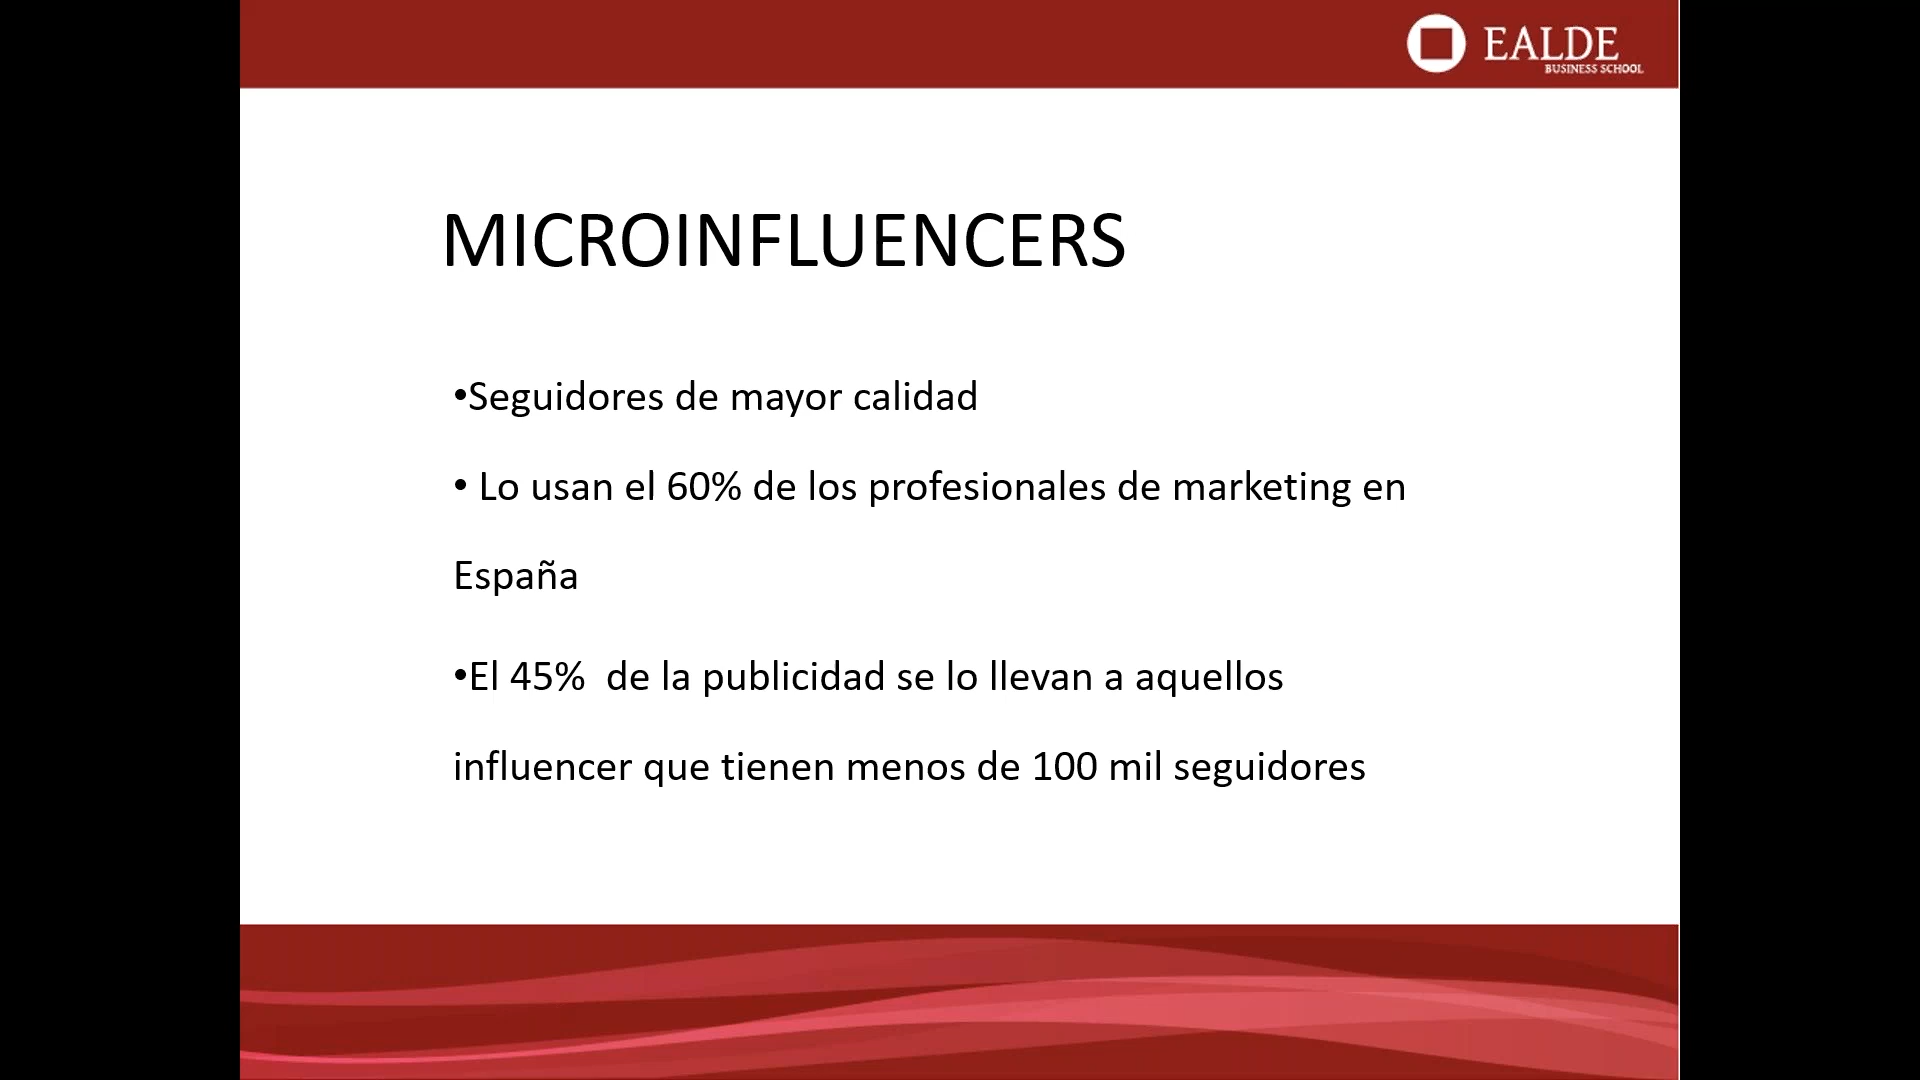 EALDE
BUSINESS SCHOOL
MICROINFLUENCERS
•Seguidores de mayor calidad
• Lo usan el 60% de los profesionales de marketing en
España
•El 45%  de la publicidad se lo llevan a aquellos
influencer que tienen menos de 100 mil seguidores